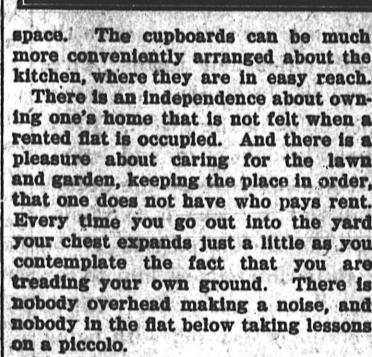 space. The cupboards can be much
more conveniently arranged about the
kitchen, where they are in easy reach.
There is an independence about own-
ing one's home that is not felt when a
rented flat is occupied. And there is a
pleasure about caring for the lawn
and garden, keeping the place in order,
that one does not have who pays rent.
Every time you go out into the yard
your chest expands just a little as you
contemplate the fact that you are
treading your own ground. There is
nobody overhead making a noise, and
nobody in the flat below taking lessons
on a piccolo.